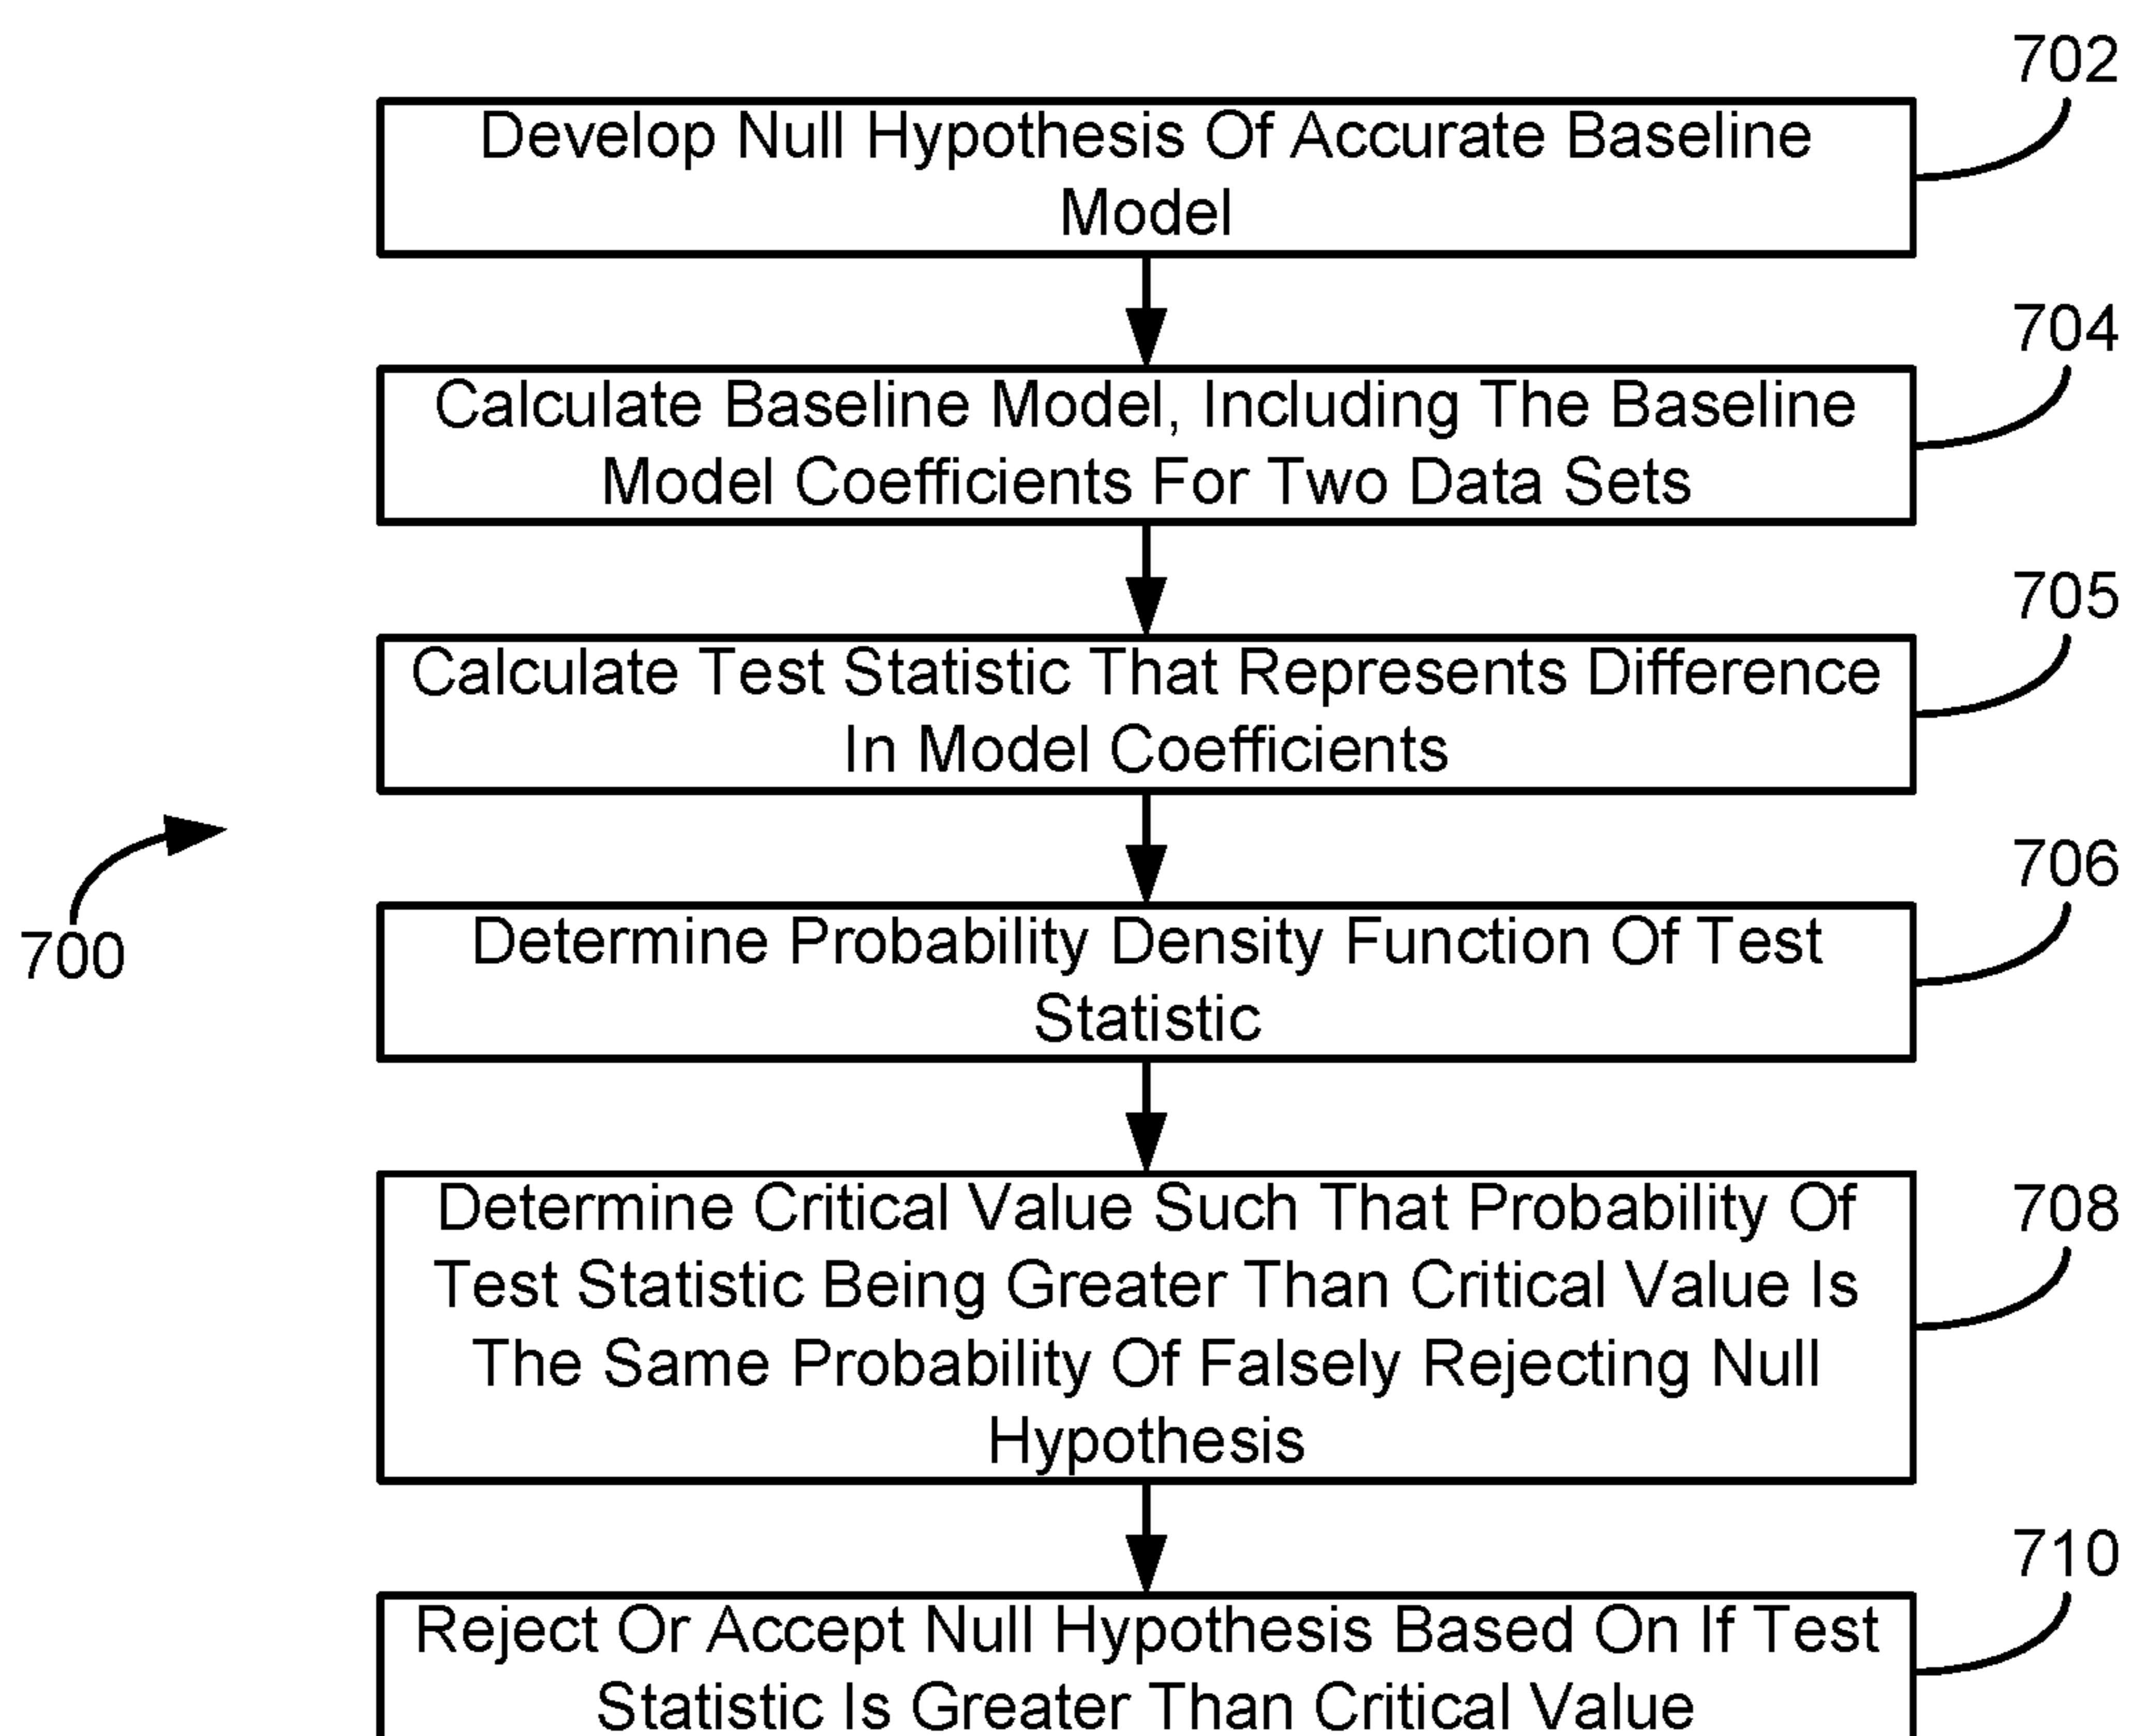 702
Develop Null Hypothesis Of Accurate Baseline
Model
704
Calculate Baseline Model, Including The Baseline
Model Coefficients For Two Data Sets
705
Calculate Test Statistic That Represents Difference
In Model Coefficients
700
706
Determine Probability Density Function Of Test
Statistic
708
Determine Critical Value Such That Probability Of
Test Statistic Being Greater Than Critical Value Is
The Same Probability Of Falsely Rejecting Null
Hypothesis
710
Reject Or Accept Null Hypothesis Based On If Test
Statistic Is Greater Than Critical Value